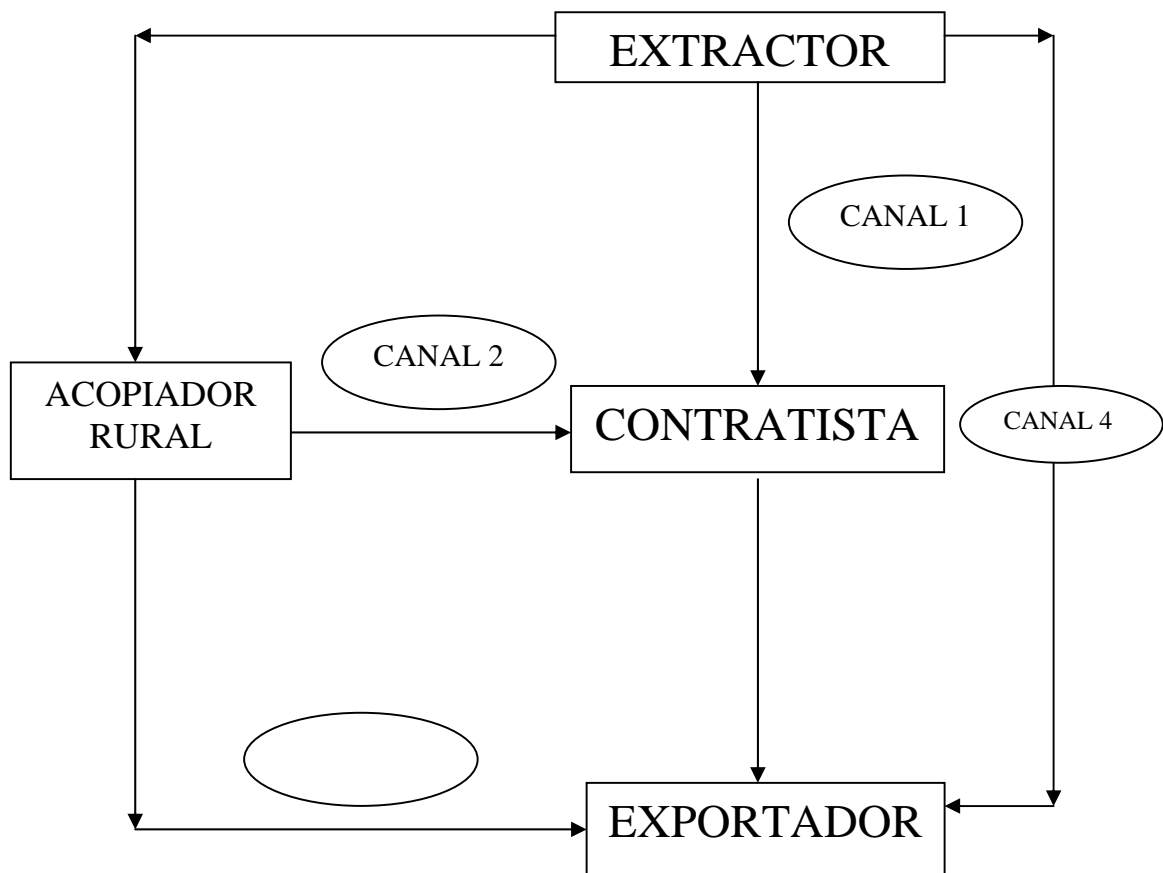 EXTRACTOR
CANAL 1
CANAL 2
ACOPIADOR
RURAL
CONTRATISTA
CANAL 4
EXPORTADOR